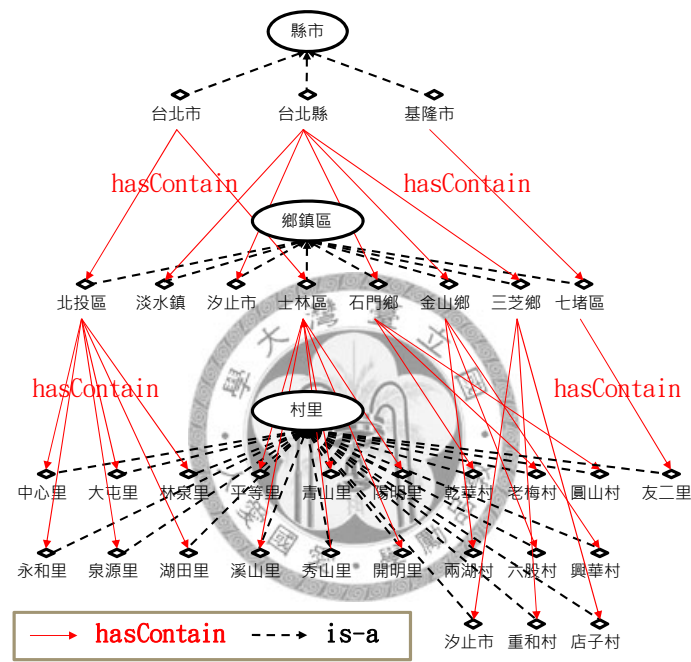 縣市
台北市 台北縣 基隆市
hasContain hasContain
鄉鎮區
北投區 淡水鎮 汐止市 士林區 石門鄉 金山鄉 三芝鄉 七堵區
hasContain hasContain
村里
中心里 大屯里 林泉里 平等里 青山里 陽明里 乾華村 老梅村 圓山村 友二里
永和里 泉源里 湖田里 溪山里 秀山里 開明里 兩湖村 六股村 興華村
汐止市 重和村 店子村
hasContain is-a